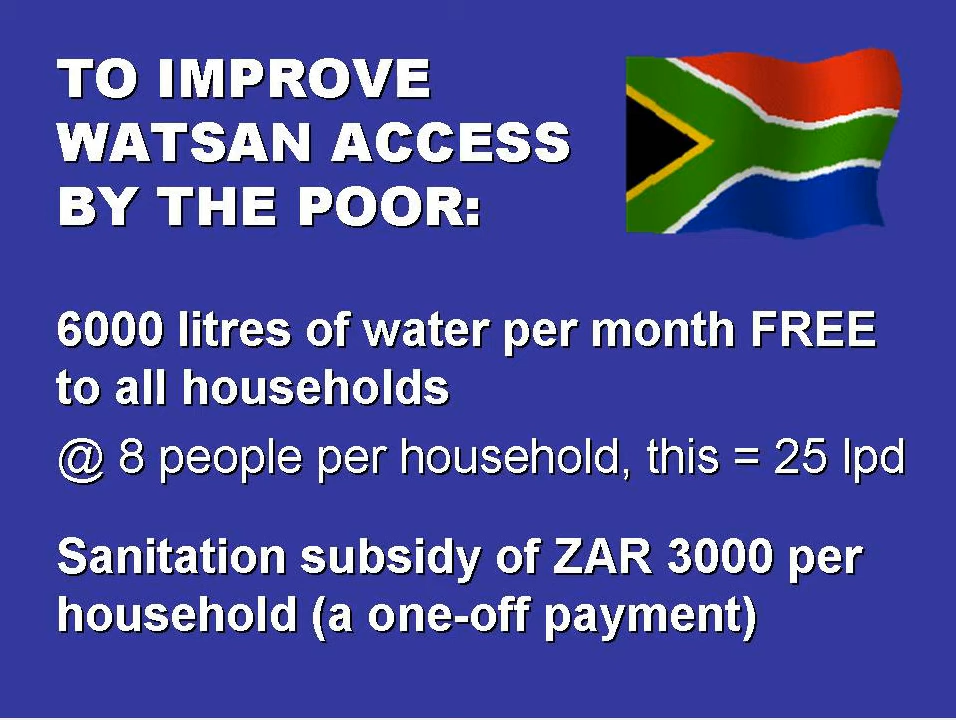 TO IMPROVE
WATSAN ACCESS
BY THE POOR:
6000 litres of water per month FREE
to all households
@ 8 people per household, this = 25 lpd
Sanitation subsidy of ZAR 3000 per
household (a one-off payment)